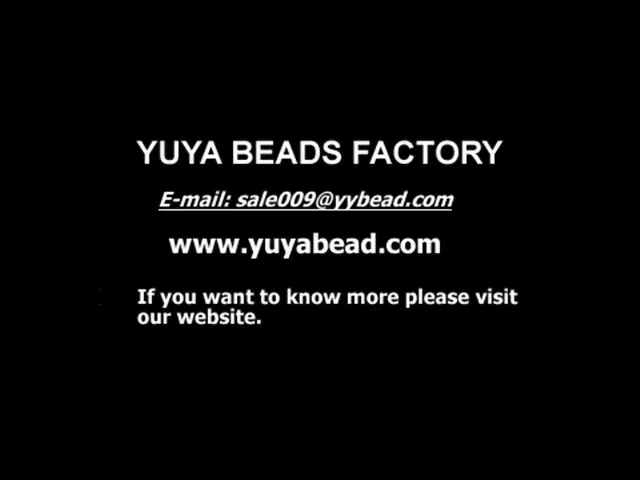 YUYA BEADS FACTORY
E-mail: sale009@yybead.com
www.yuyabead.com
If you want to know more please visit
our website.